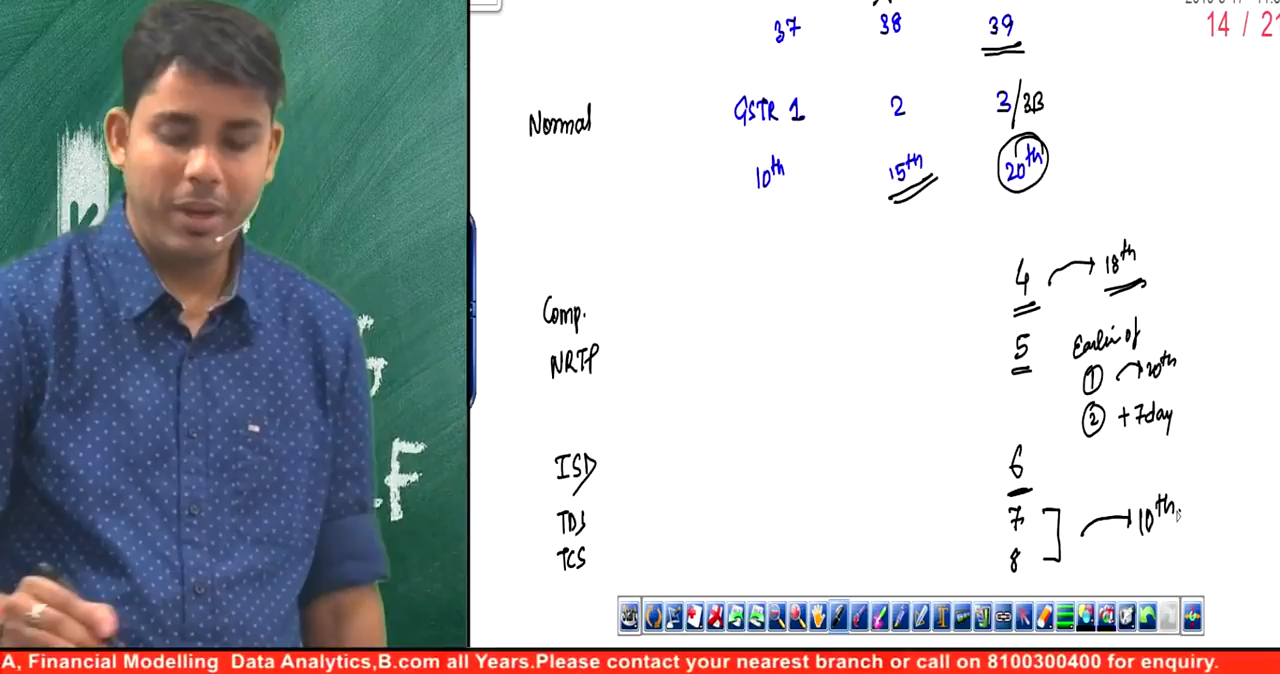 14 / 21
37 38 39
Normal GSTR 1 2 3/3B
10th 15th 20th
Comp. 4 18th
NRTP 5 Earlier of
① 20th
② +7day
ISD 6
TDS 7 10th
TCS 8
F
A, Financial Modelling Data Analytics,B.com all Years.Please contact your nearest branch or call on 8100300400 for enquiry.